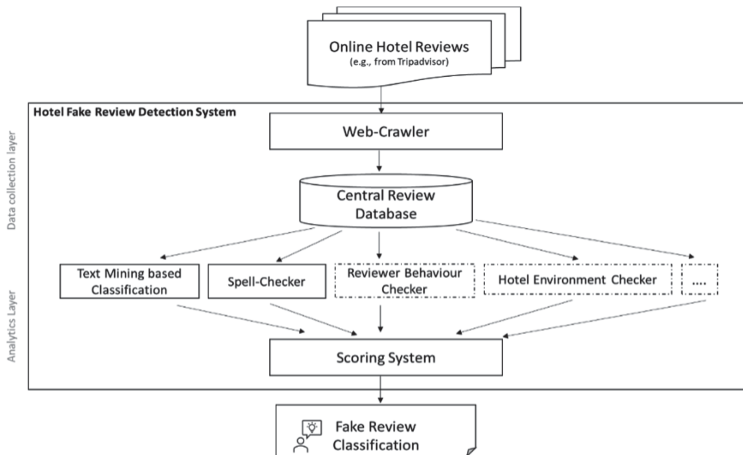 Online Hotel Reviews
(e.g., from Tripadvisor)
Hotel Fake Review Detection System
Web-Crawler
Data collection layer
Central Review
Database
Text Mining based
Classification
Spell-Checker
Reviewer Behaviour
Checker
Hotel Environment Checker
....
Analytics Layer
Scoring System
Fake Review
Classification